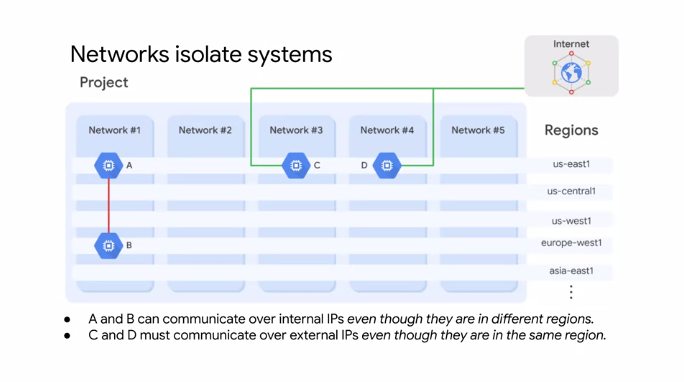 Networks isolate systems
Internet
Project
Network #1 Network #2 Network #3 Network #4 Network #5 Regions
A C D us-east1
us-central1
us-west1
B europe-west1
asia-east1
● A and B can communicate over internal IPs even though they are in different regions.
● C and D must communicate over external IPs even though they are in the same region.